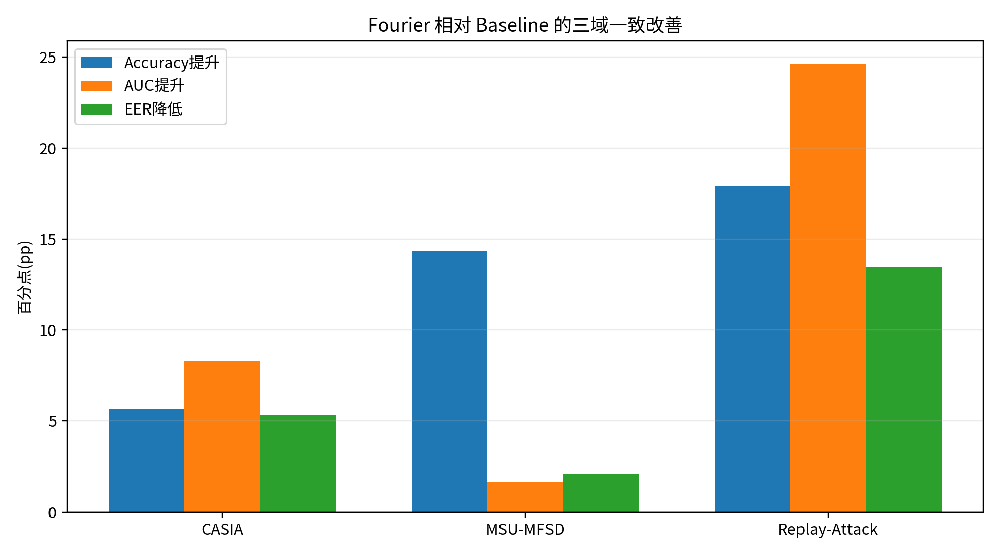 Fourier 相对 Baseline 的三域一致改善
Accuracy提升
AUC提升
EER降低
百分点(pp)
25
20
15
10
5
0
CASIA
MSU-MFSD
Replay-Attack